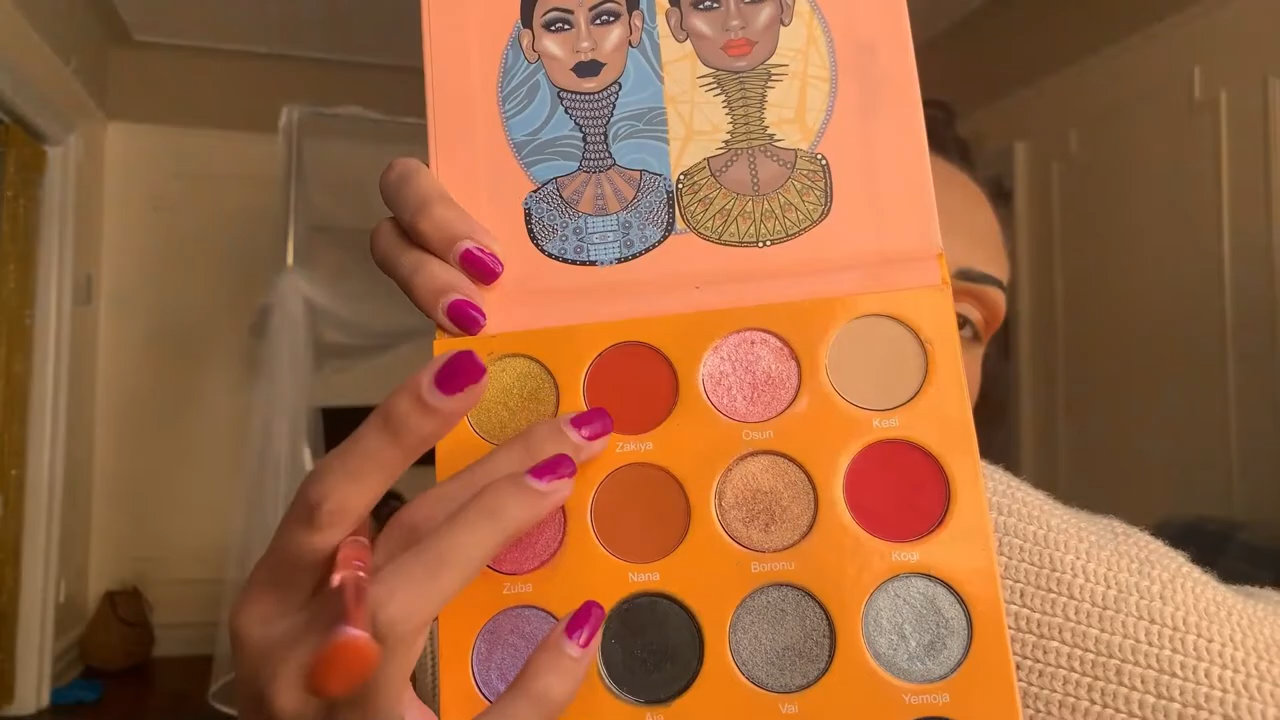 Zakiya
Osun
Kesi
Zuba
Nana
Boronu
Kogi
Vai
Yemoja